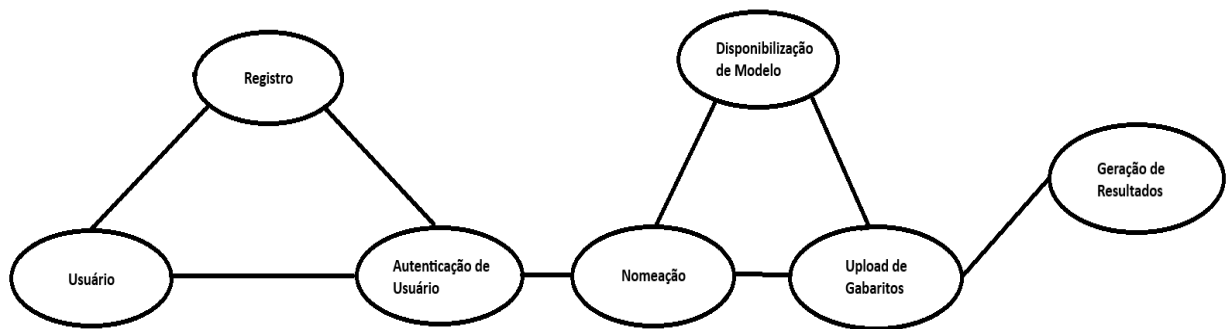 Registro
Usuário
Autenticação de
Usuário
Nomeação
Disponibilização
de Modelo
Upload de
Gabaritos
Geração de
Resultados